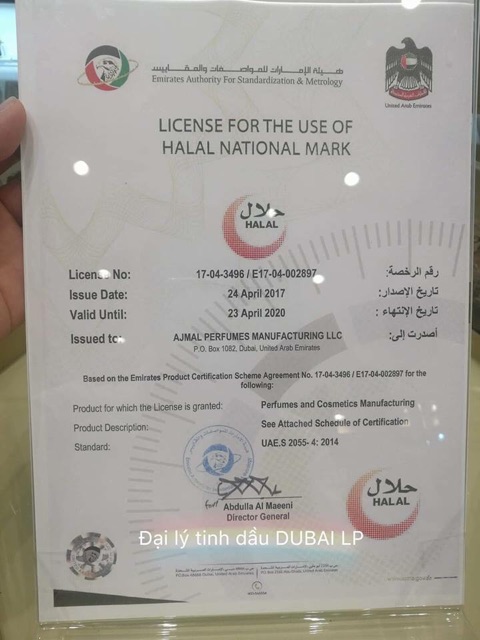 هيئة الإمارات للمواصفات والمقاييس
Emirates Authority For Standardization & Metrology
United Arab Emirates
LICENSE FOR THE USE OF
HALAL NATIONAL MARK
حلال
HALAL
License No: 17-04-3496 / E17-04-002897 رقم الرخصة:
Issue Date: 24 April 2017 تاريخ الإصدار:
Valid Until: 23 April 2020 تاريخ الإنتهاء :
Issued to: AJMAL PERFUMES MANUFACTURING LLC أصدرت إلى:
P.O. Box 1082, Dubai, United Arab Emirates
Based on the Emirates Product Certification Scheme Agreement No. 17-04-3496 / E17-04-002897 for the
following:
Product for which the License is granted: Perfumes and Cosmetics Manufacturing
Product Description: See Attached Schedule of Certification
Standard: UAE.S 2055- 4: 2014
Abdulla Al Maeeni
Director General
حلال
HALAL
Đại lý tinh dầu DUBAI LP